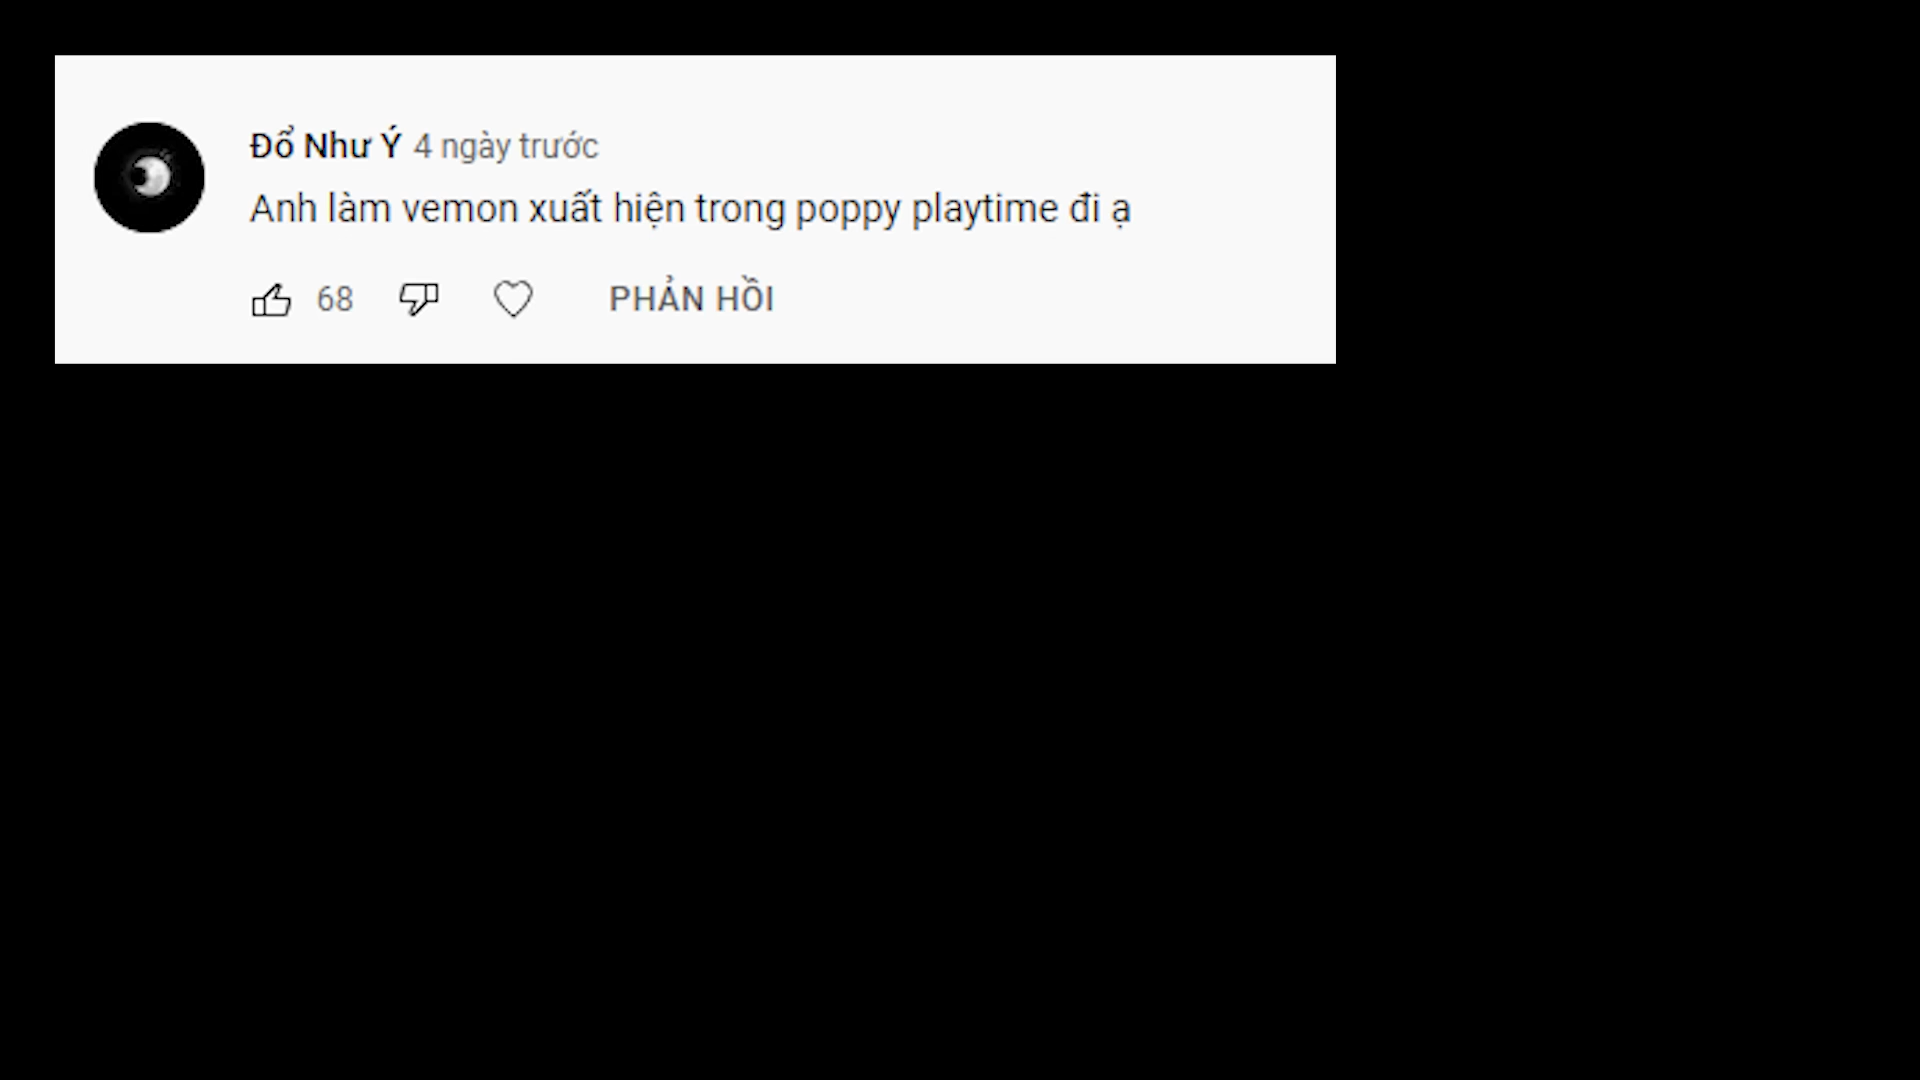 Đổ Như Ý 4 ngày trước
Anh làm vemon xuất hiện trong poppy playtime đi ạ
68 PHẢN HỒI